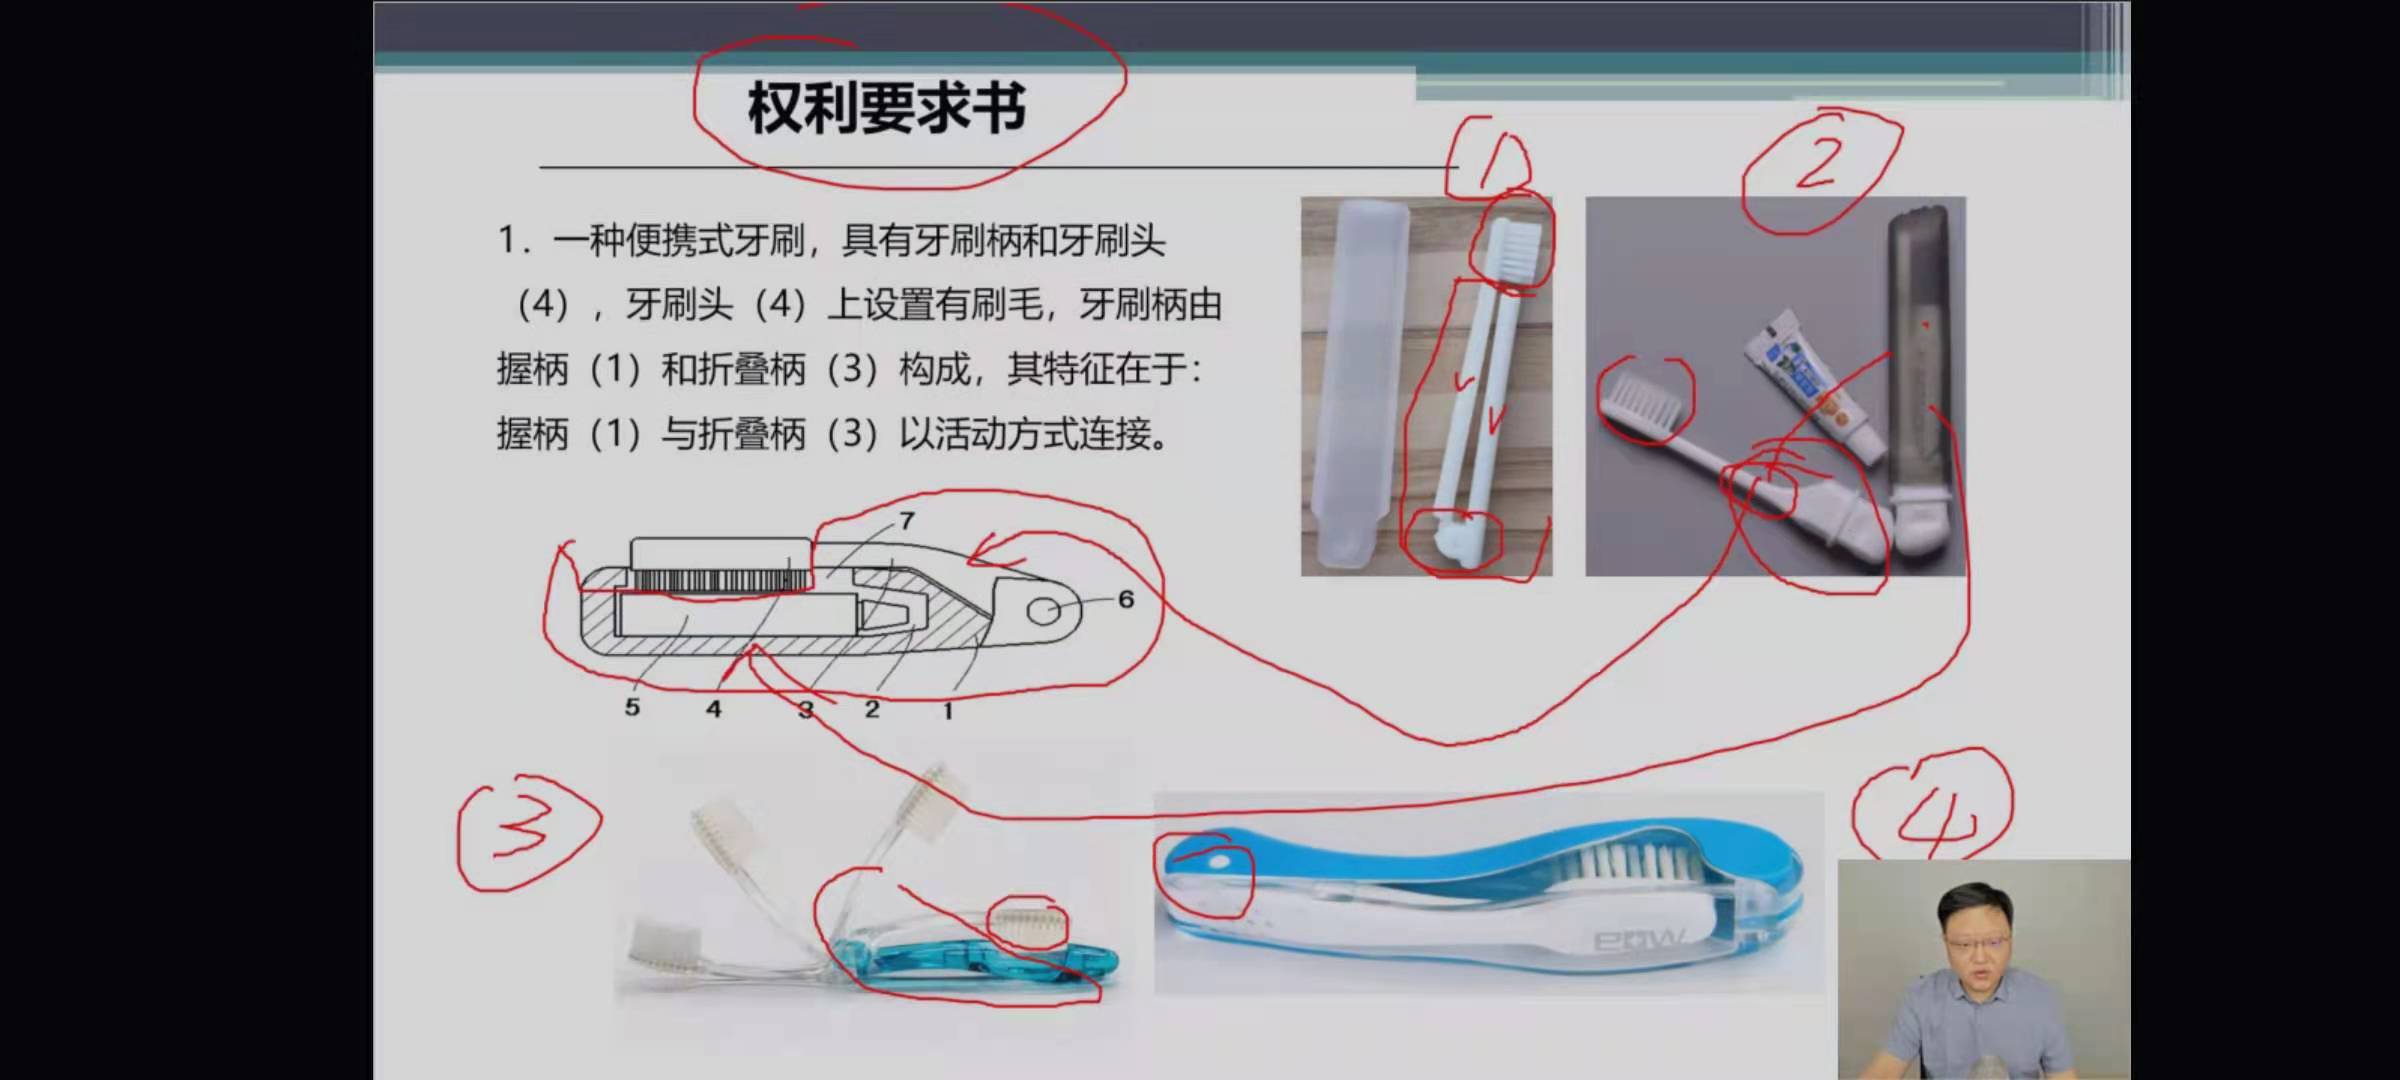 权利要求书
1. 一种便携式牙刷，具有牙刷柄和牙刷头
（4），牙刷头（4）上设置有刷毛，牙刷柄由
握柄（1）和折叠柄（3）构成，其特征在于：
握柄（1）与折叠柄（3）以活动方式连接。
1
2
7
6
5 4 3 2 1
3
4